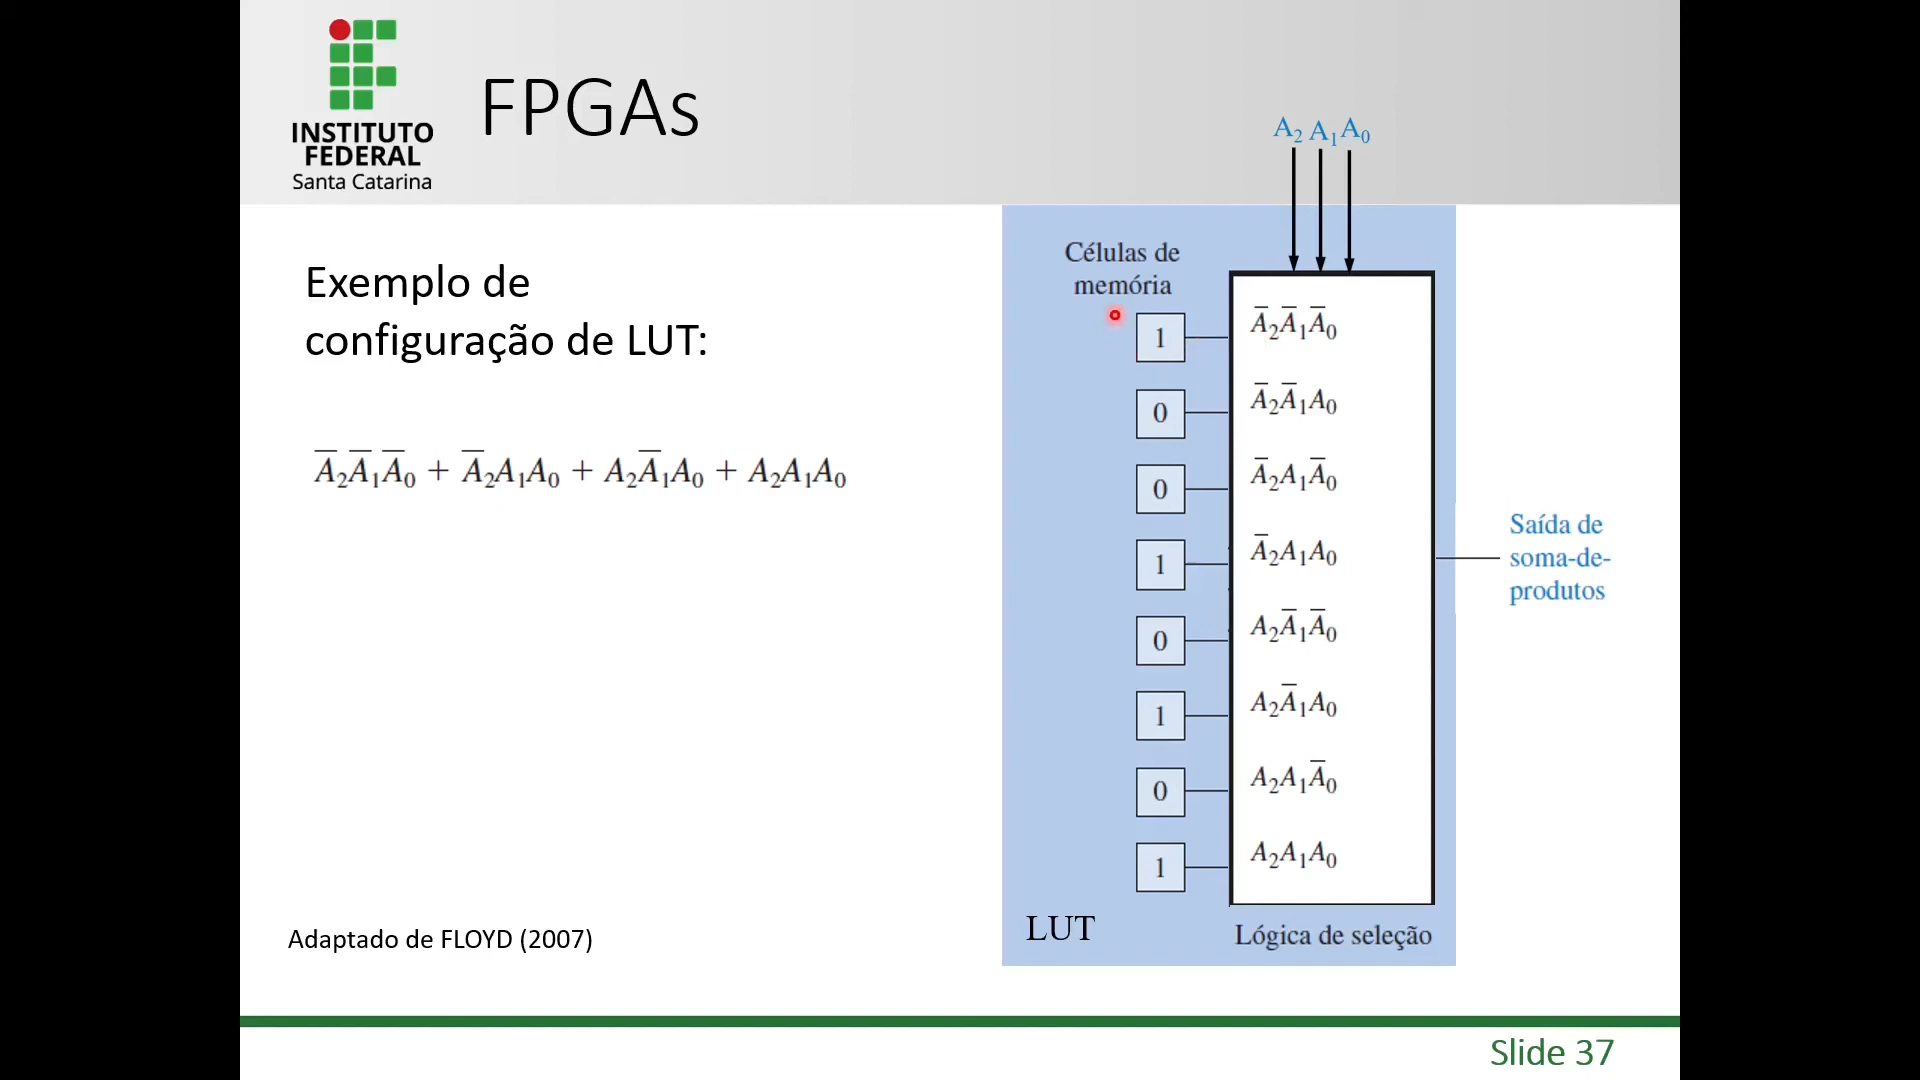 INSTITUTO
FEDERAL
Santa Catarina
FPGAs
A₂ A₁ A₀
Exemplo de
configuração de LUT:
A̅₂A̅₁A̅₀ + A̅₂A₁A₀ + A₂A̅₁A₀ + A₂A₁A₀
Adaptado de FLOYD (2007)
Células de
memória
1 A̅₂A̅₁A̅₀
0 A̅₂A̅₁A₀
0 A̅₂A₁A̅₀
1 A̅₂A₁A₀
0 A₂A̅₁A̅₀
1 A₂A̅₁A₀
0 A₂A₁A̅₀
1 A₂A₁A₀
LUT
Lógica de seleção
Saída de
soma-de-
produtos
Slide 37